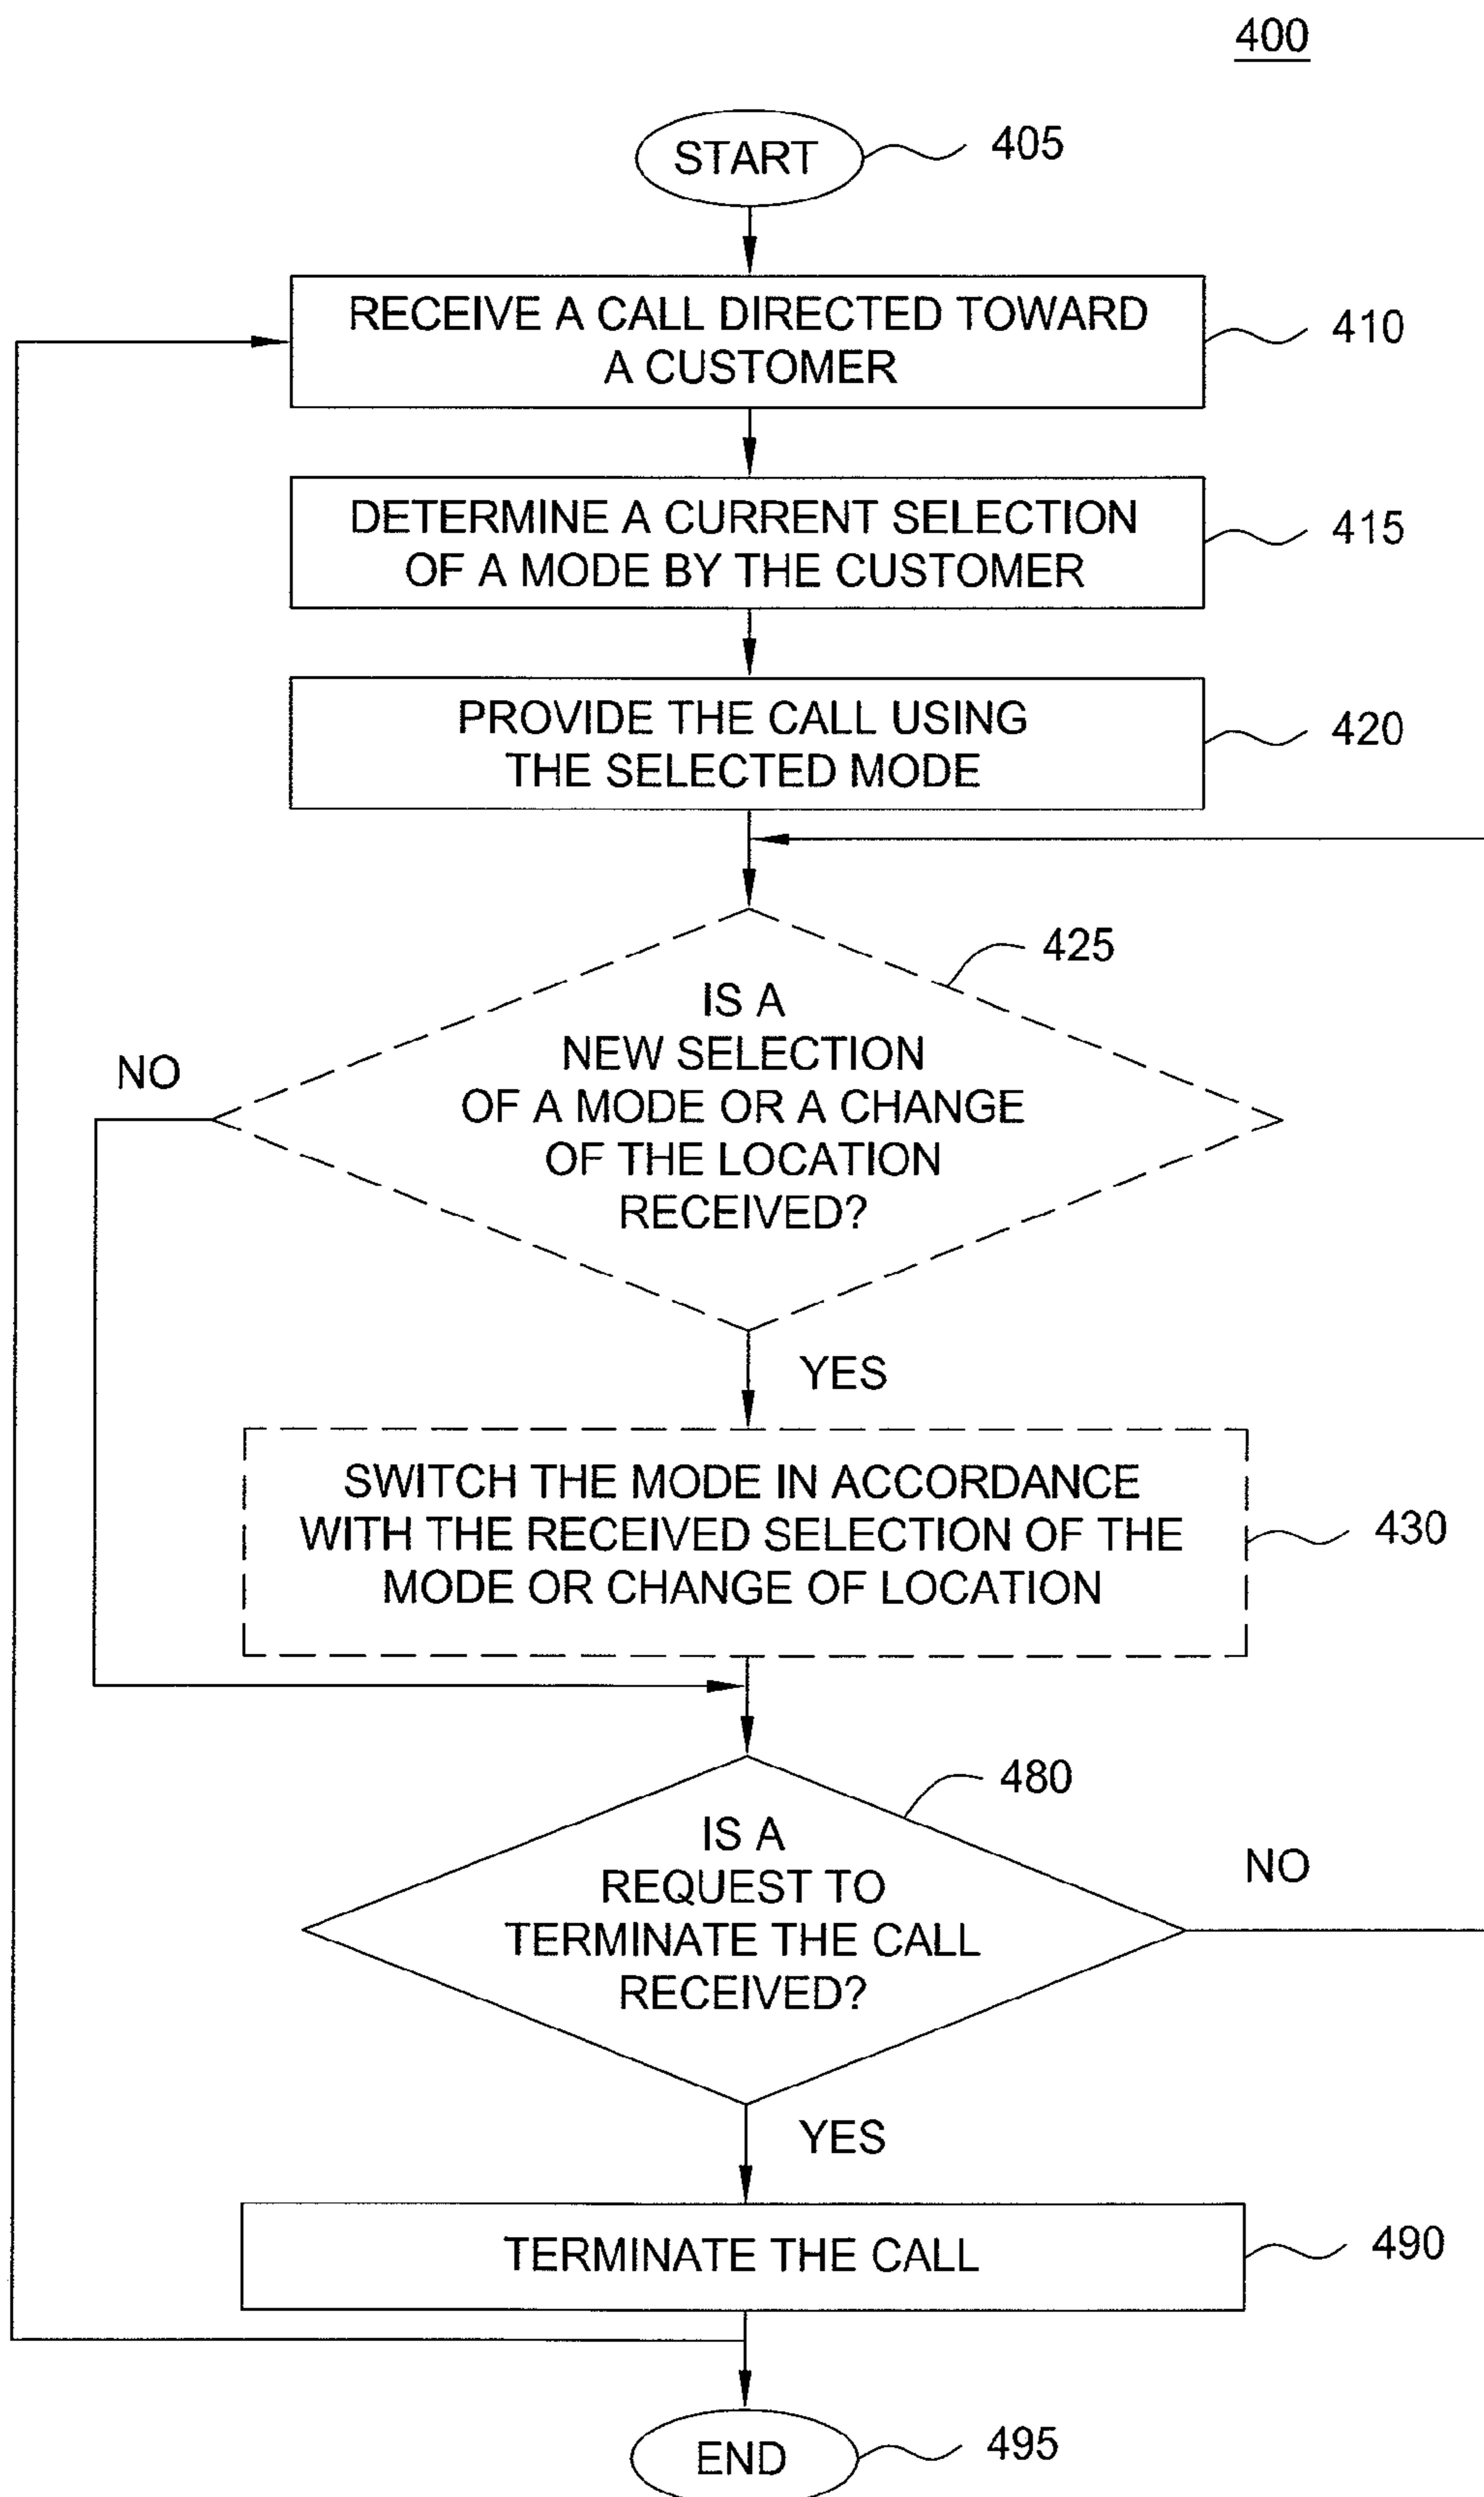 400
START
405
RECEIVE A CALL DIRECTED TOWARD
A CUSTOMER
410
DETERMINE A CURRENT SELECTION
OF A MODE BY THE CUSTOMER
415
PROVIDE THE CALL USING
THE SELECTED MODE
420
425
IS A
NEW SELECTION
OF A MODE OR A CHANGE
OF THE LOCATION
RECEIVED?
NO
YES
SWITCH THE MODE IN ACCORDANCE
WITH THE RECEIVED SELECTION OF THE
MODE OR CHANGE OF LOCATION
430
480
IS A
REQUEST TO
TERMINATE THE CALL
RECEIVED?
NO
YES
TERMINATE THE CALL
490
END
495